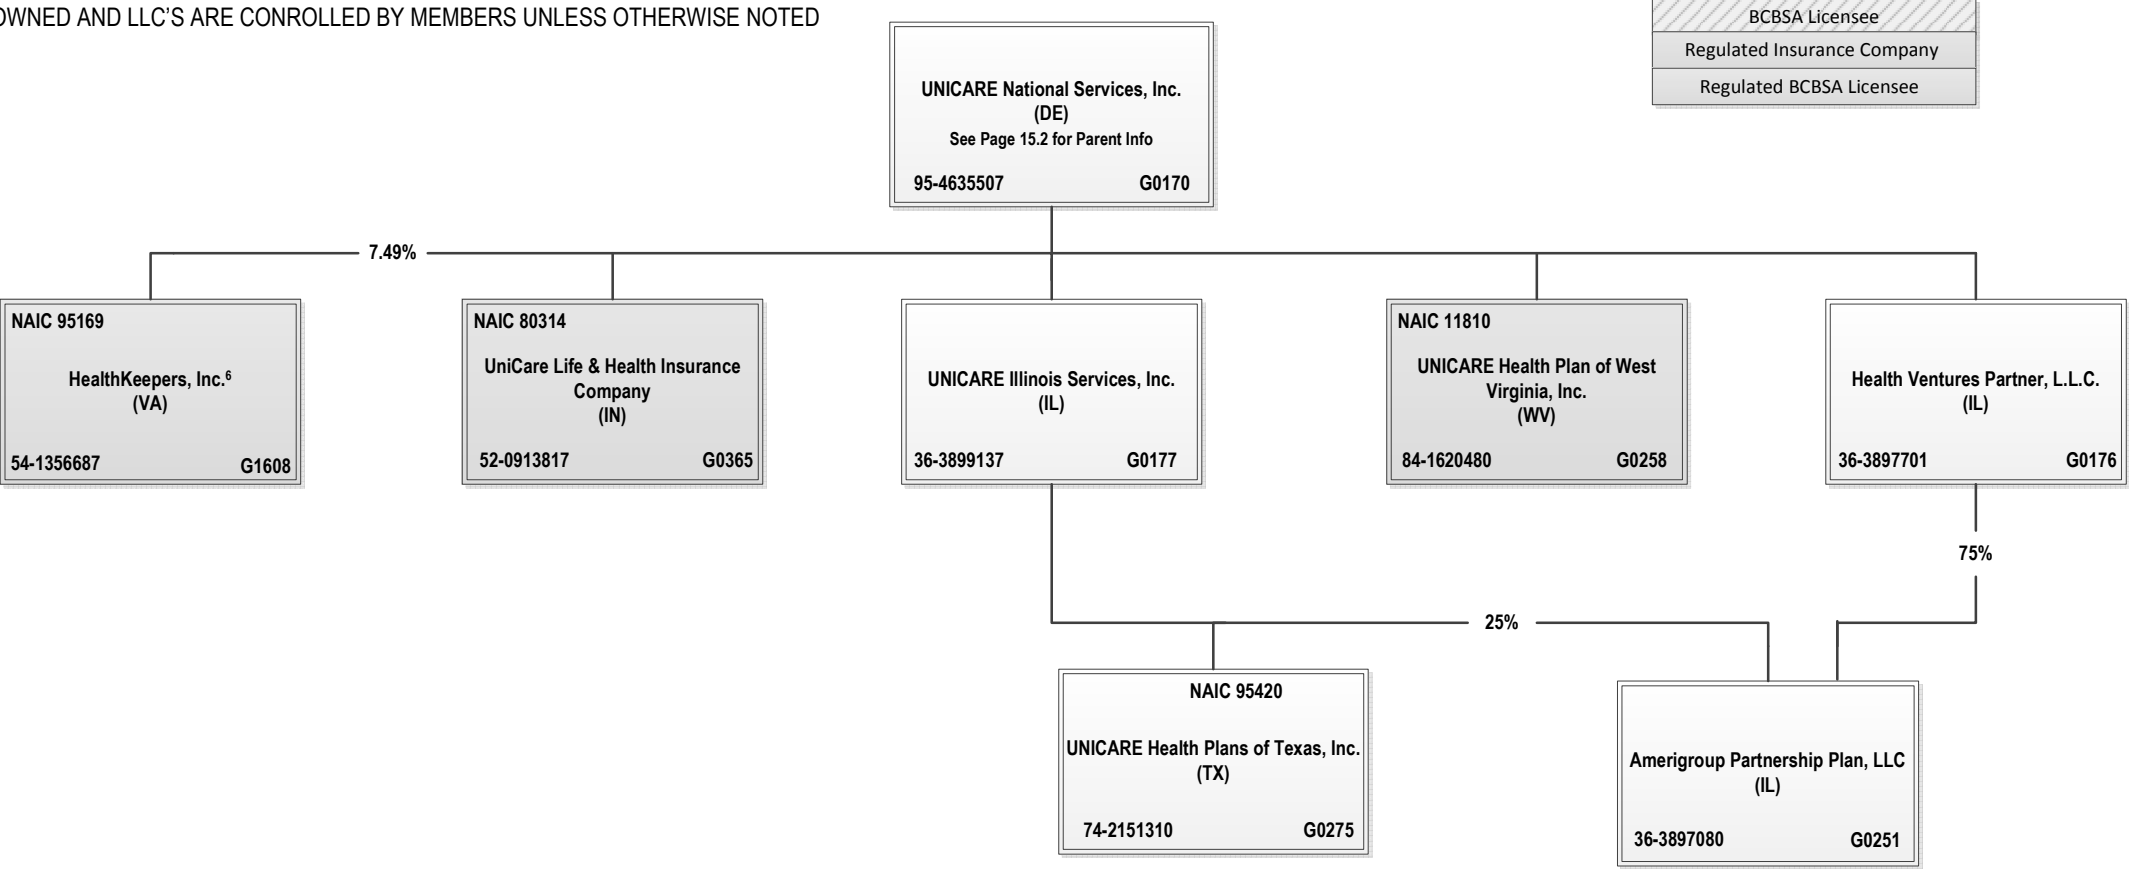 OWNED AND LLC'S ARE CONROLLED BY MEMBERS UNLESS OTHERWISE NOTED
BCBSA Licensee
Regulated Insurance Company
Regulated BCBSA Licensee
UNICARE National Services, Inc.
(DE)
See Page 15.2 for Parent Info
95-4635507 G0170
7.49%
NAIC 95169
HealthKeepers, Inc.⁶
(VA)
54-1356687 G1608
NAIC 80314
UniCare Life & Health Insurance
Company
(IN)
52-0913817 G0365
UNICARE Illinois Services, Inc.
(IL)
36-3899137 G0177
NAIC 11810
UNICARE Health Plan of West
Virginia, Inc.
(WV)
84-1620480 G0258
Health Ventures Partner, L.L.C.
(IL)
36-3897701 G0176
75%
25%
NAIC 95420
UNICARE Health Plans of Texas, Inc.
(TX)
74-2151310 G0275
Amerigroup Partnership Plan, LLC
(IL)
36-3897080 G0251